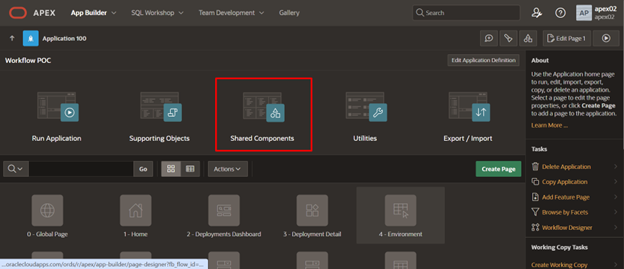 APEX App Builder SQL Workshop Team Development Gallery Search AP apex02 apex02
Application 100 Edit Page 1
Workflow POC Edit Application Definition
Run Application Supporting Objects Shared Components Utilities Export / Import
Go Actions Create Page
0 - Global Page 1 - Home 2 - Deployments Dashboard 3 - Deployment Detail 4 - Environment
About
Use the Application home page
to run, edit, import, export,
copy, or delete an application.
Select a page to edit the page
properties, or click Create Page
to add a page to the application.
Learn More ...
Tasks
Delete Application
Copy Application
Add Feature Page
Browse by Facets
Workflow Designer
Working Copy Tasks
Create Working Copy
...oraclecloudapps.com/ords/r/apex/app-builder/page-designer?fb_flow_id=...